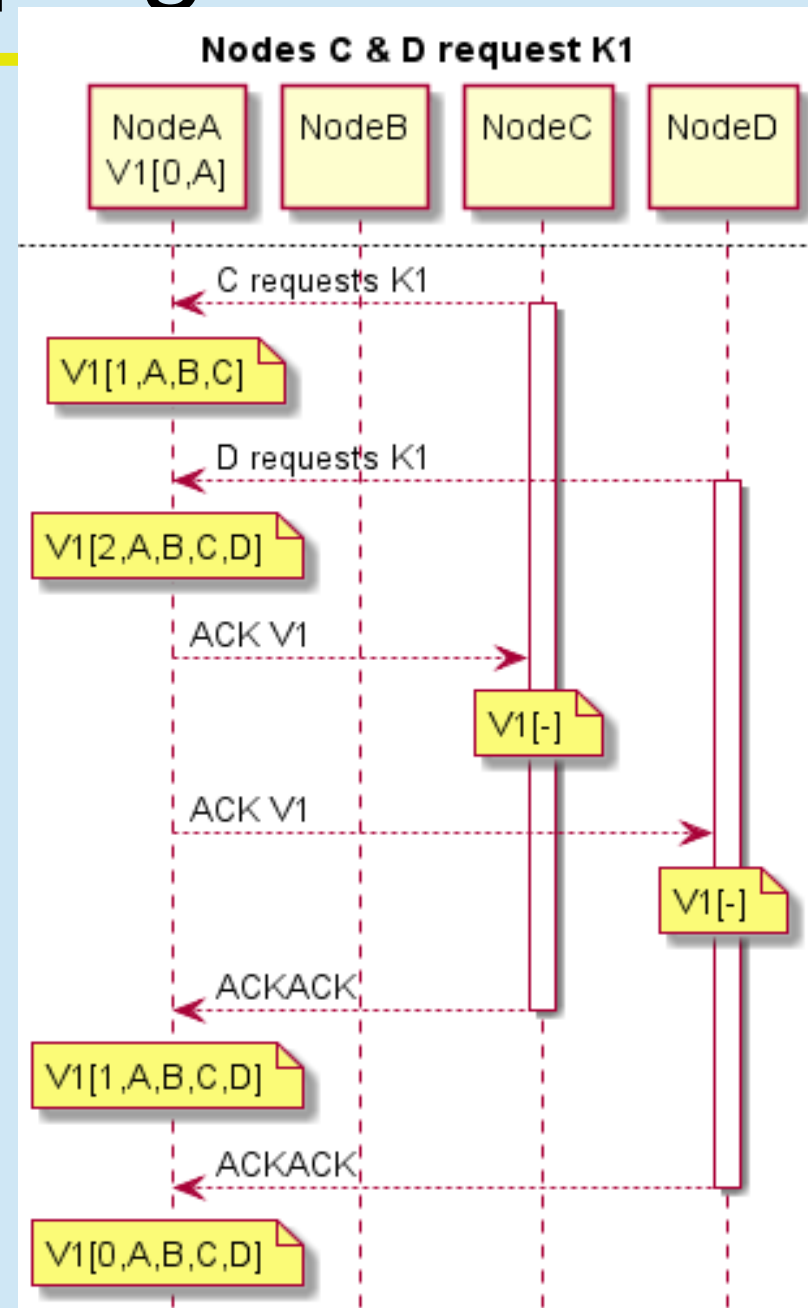 Nodes C & D request K1
NodeA
V1[0,A]
NodeB
NodeC
NodeD
C requests K1
V1[1,A,B,C]
D requests K1
V1[2,A,B,C,D]
ACK V1
V1[-]
ACK V1
V1[-]
ACKACK
V1[1,A,B,C,D]
ACKACK
V1[0,A,B,C,D]